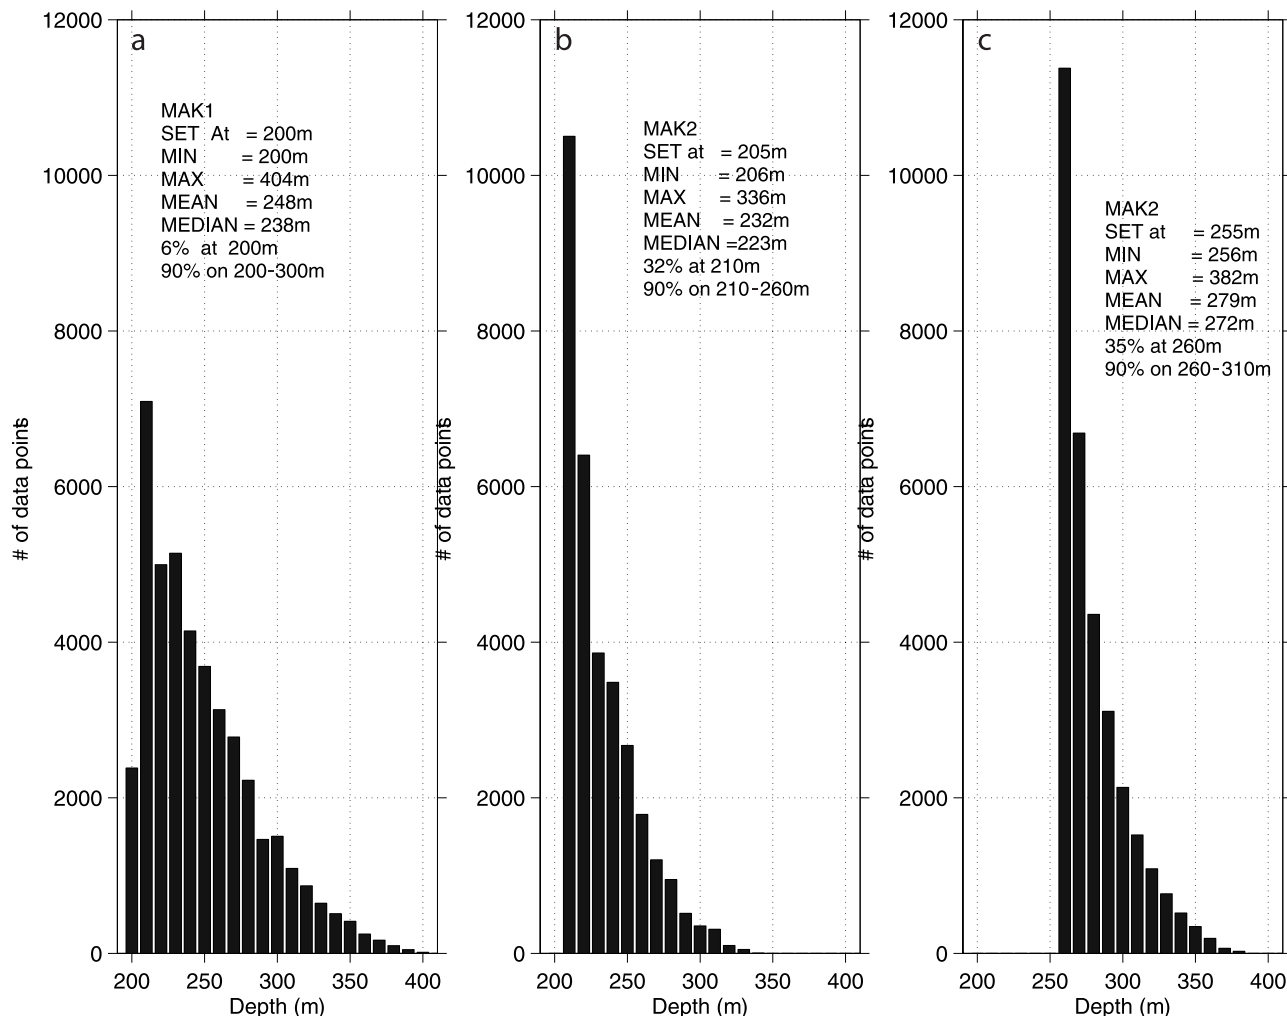 a
12000
10000
8000
6000
4000
2000
0
# of data points
MAK1
SET At = 200m
MIN = 200m
MAX = 404m
MEAN = 248m
MEDIAN = 238m
6% at 200m
90% on 200-300m
200 250 300 350 400
Depth (m)
b
12000
10000
8000
6000
4000
2000
0
# of data points
MAK2
SET at = 205m
MIN = 206m
MAX = 336m
MEAN = 232m
MEDIAN =223m
32% at 210m
90% on 210-260m
200 250 300 350 400
Depth (m)
c
12000
10000
8000
6000
4000
2000
0
# of data points
MAK2
SET at = 255m
MIN = 256m
MAX = 382m
MEAN = 279m
MEDIAN = 272m
35% at 260m
90% on 260-310m
200 250 300 350 400
Depth (m)